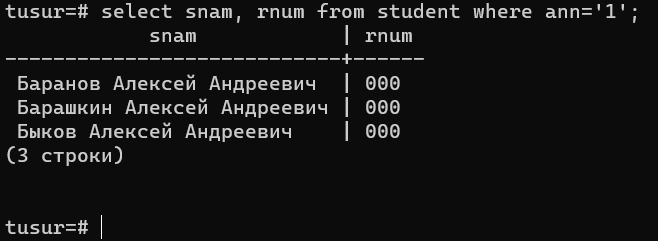 tusur=# select snam, rnum from student where ann='1';
            snam             | rnum
-----------------------------+------
 Баранов Алексей Андреевич   | 000
 Барашкин Алексей Андреевич | 000
 Быков Алексей Андреевич     | 000
(3 строки)
tusur=#